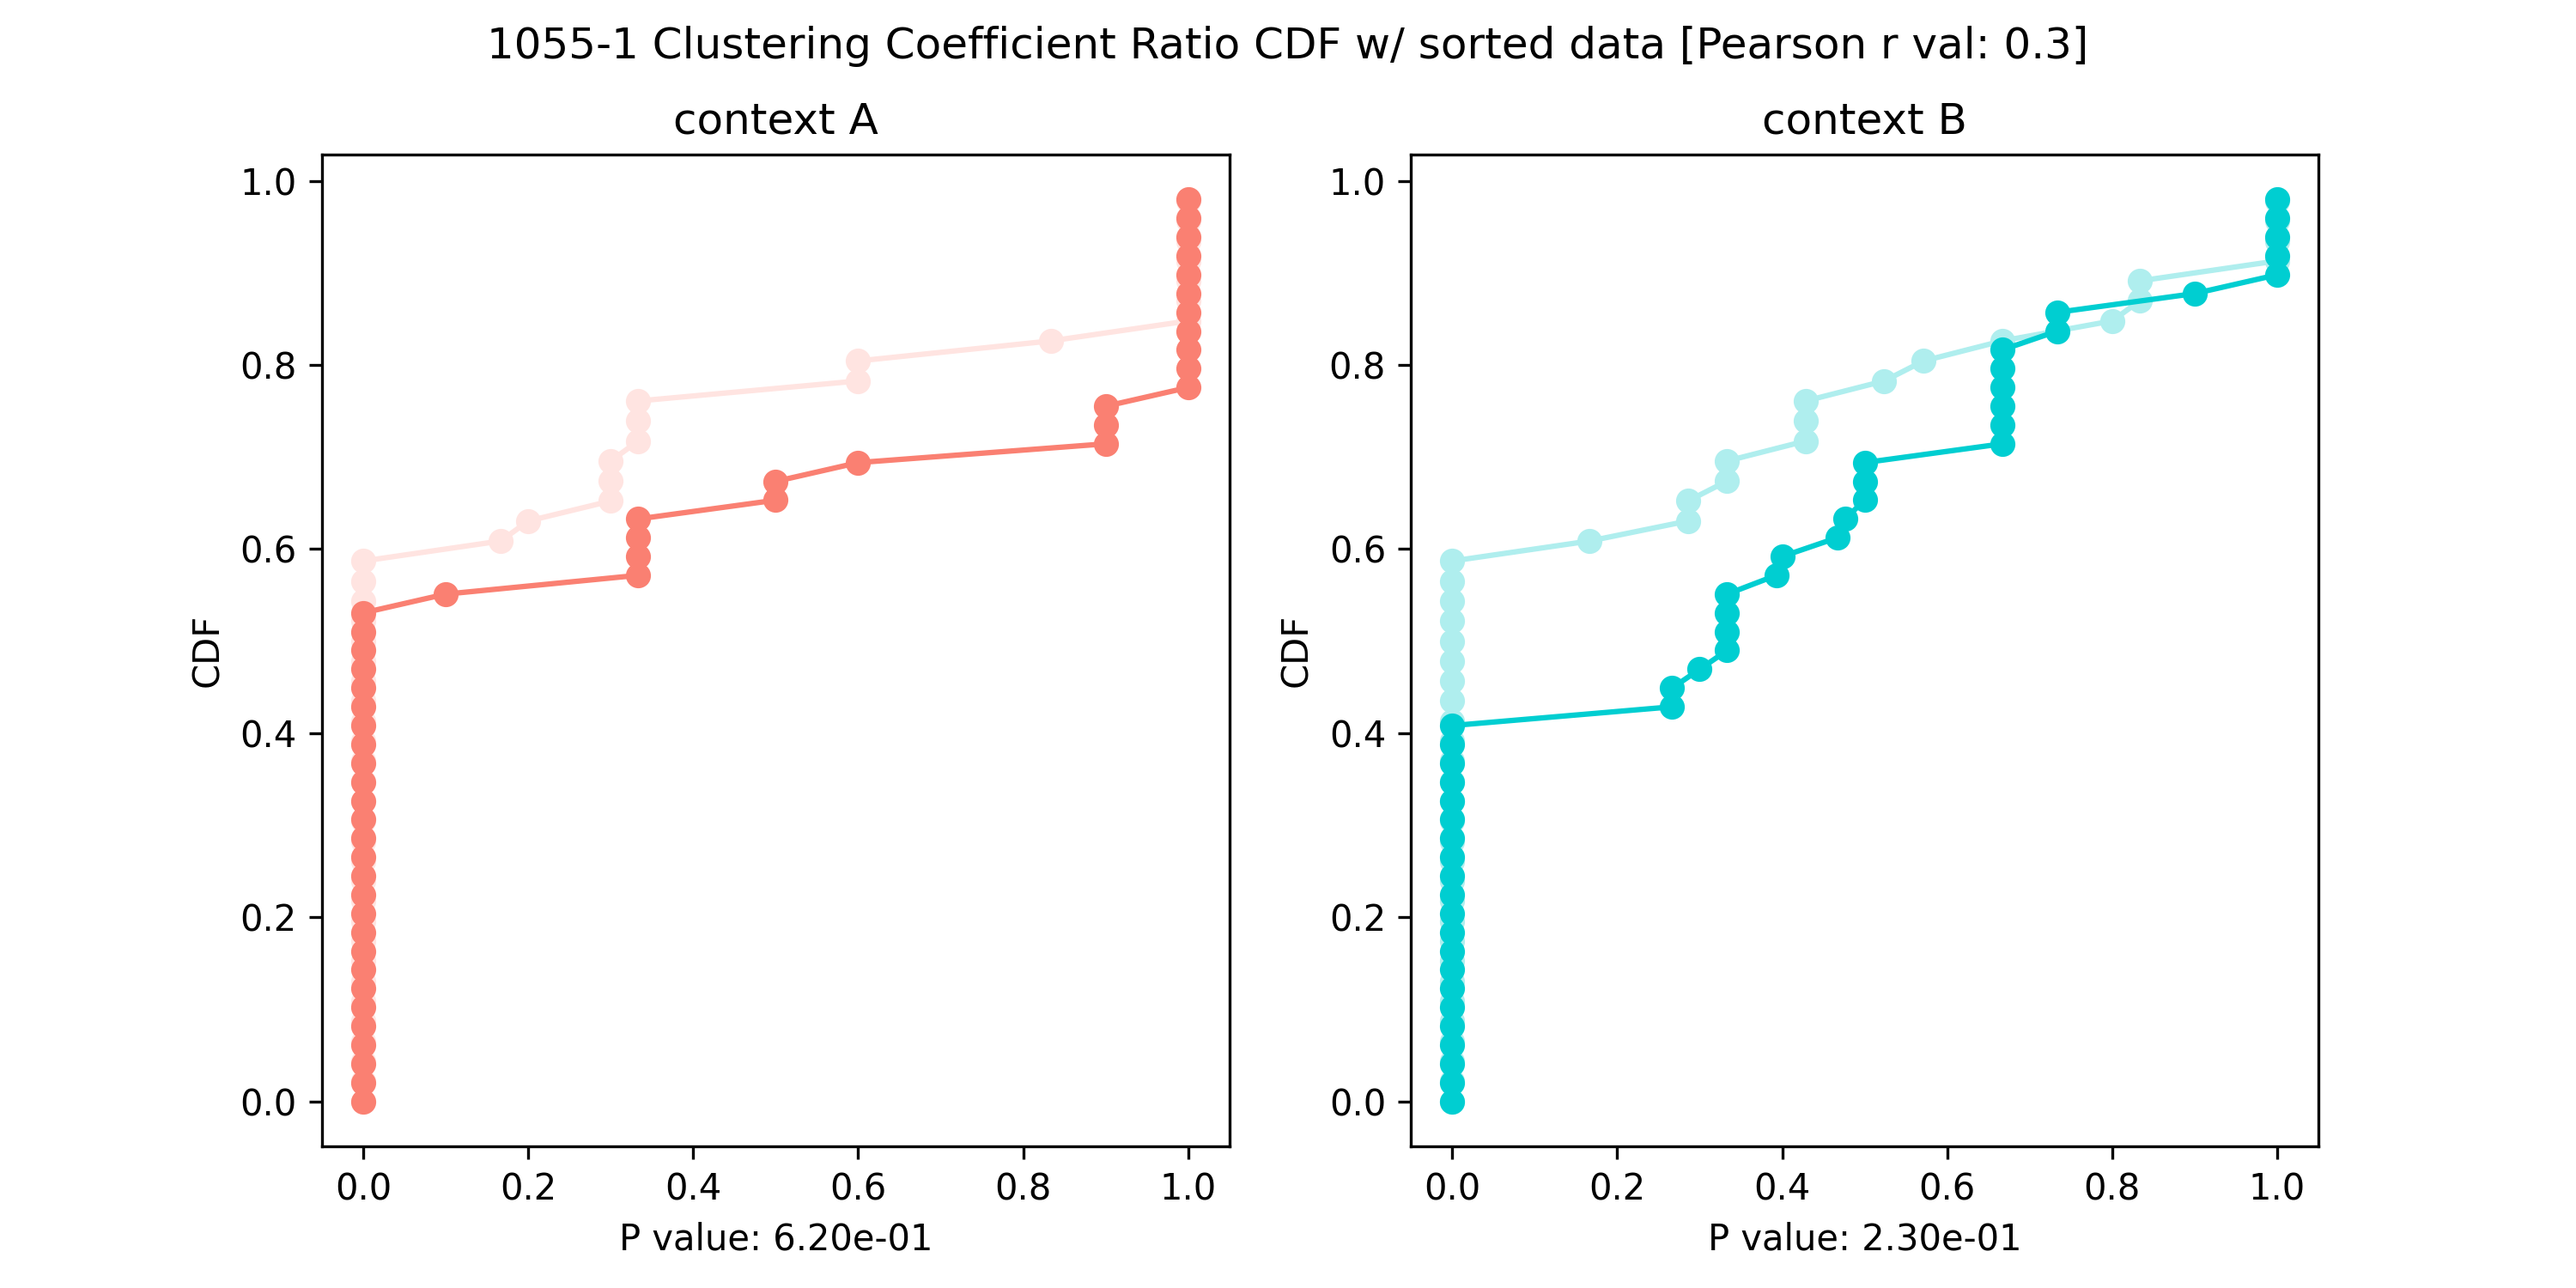 1055-1 Clustering Coefficient Ratio CDF w/ sorted data [Pearson r val: 0.3]
context A
context B
1.0
0.8
0.6
0.4
0.2
0.0
CDF
0.0 0.2 0.4 0.6 0.8 1.0
P value: 6.20e-01
1.0
0.8
0.6
0.4
0.2
0.0
CDF
0.0 0.2 0.4 0.6 0.8 1.0
P value: 2.30e-01